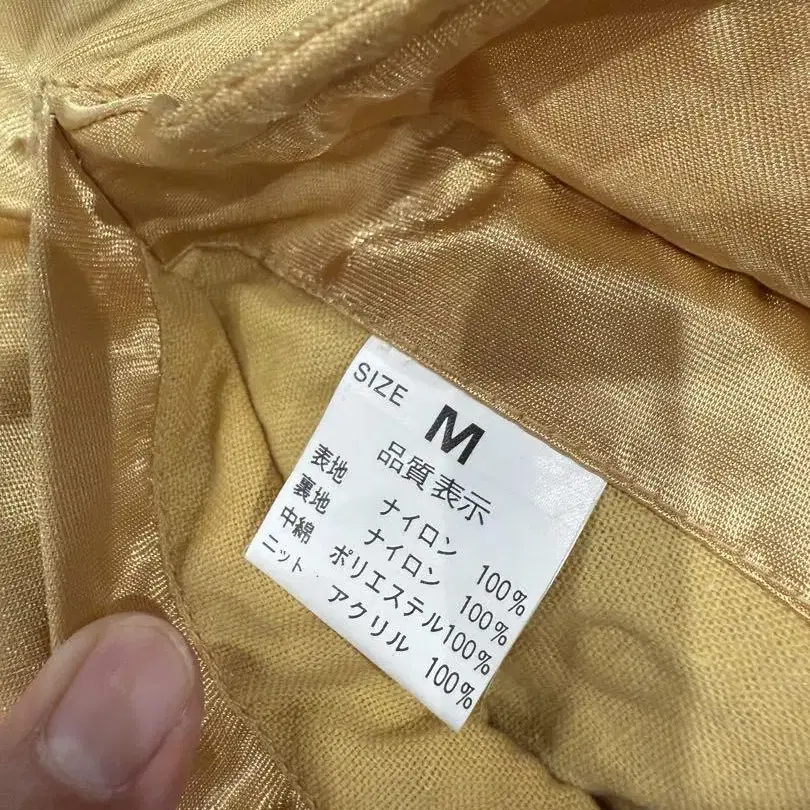 SIZE M
品質表示
表地 ナイロン 100%
裏地 ナイロン 100%
中綿 ポリエステル100%
ニット アクリル 100%